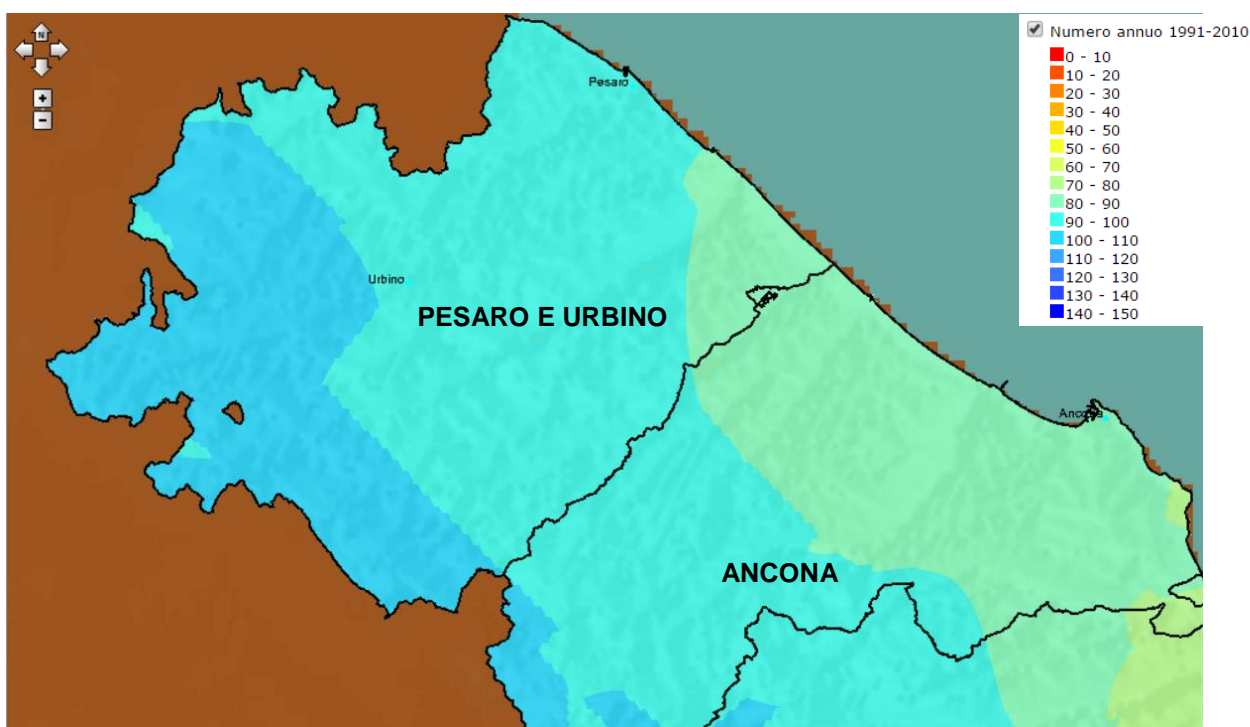 N
+
-
Pesaro
Urbino
PESARO E URBINO
Ancona
ANCONA
Numero annuo 1991-2010
0 - 10
10 - 20
20 - 30
30 - 40
40 - 50
50 - 60
60 - 70
70 - 80
80 - 90
90 - 100
100 - 110
110 - 120
120 - 130
130 - 140
140 - 150